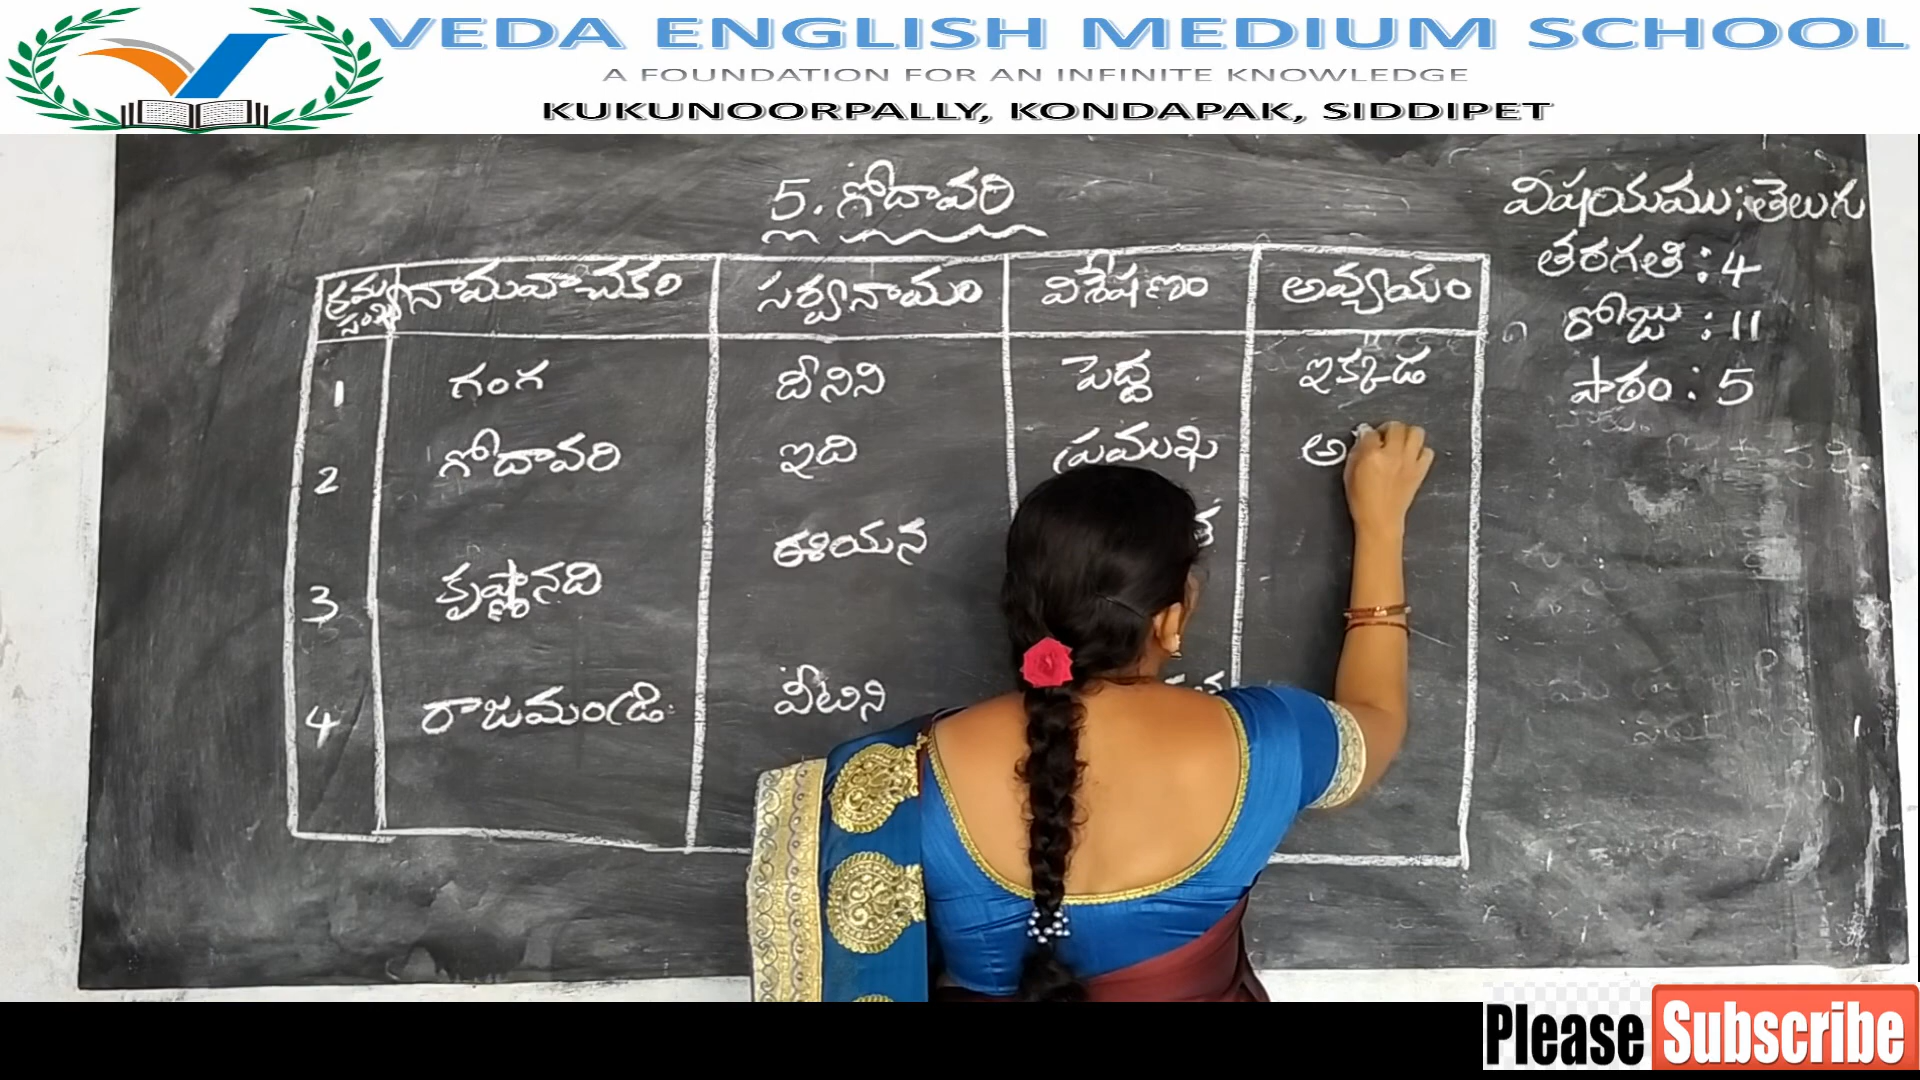 VEDA ENGLISH MEDIUM SCHOOL
A FOUNDATION FOR AN INFINITE KNOWLEDGE
KUKUNOORPALLY, KONDAPAK, SIDDIPET
5. గోదావరి
విషయము : తెలుగు
తరగతి : 4
రోజు : 11
పాఠం : 5
క్రమ సంఖ్య నామవాచకం సర్వనామం విశేషణం అవ్యయం
1 గంగ దీనిని పెద్ద ఇక్కడ
2 గోదావరి ఇది ప్రముఖ అ
3 కృష్ణానది ఈయన
4 రాజమండ్రి వీటిని
Please Subscribe